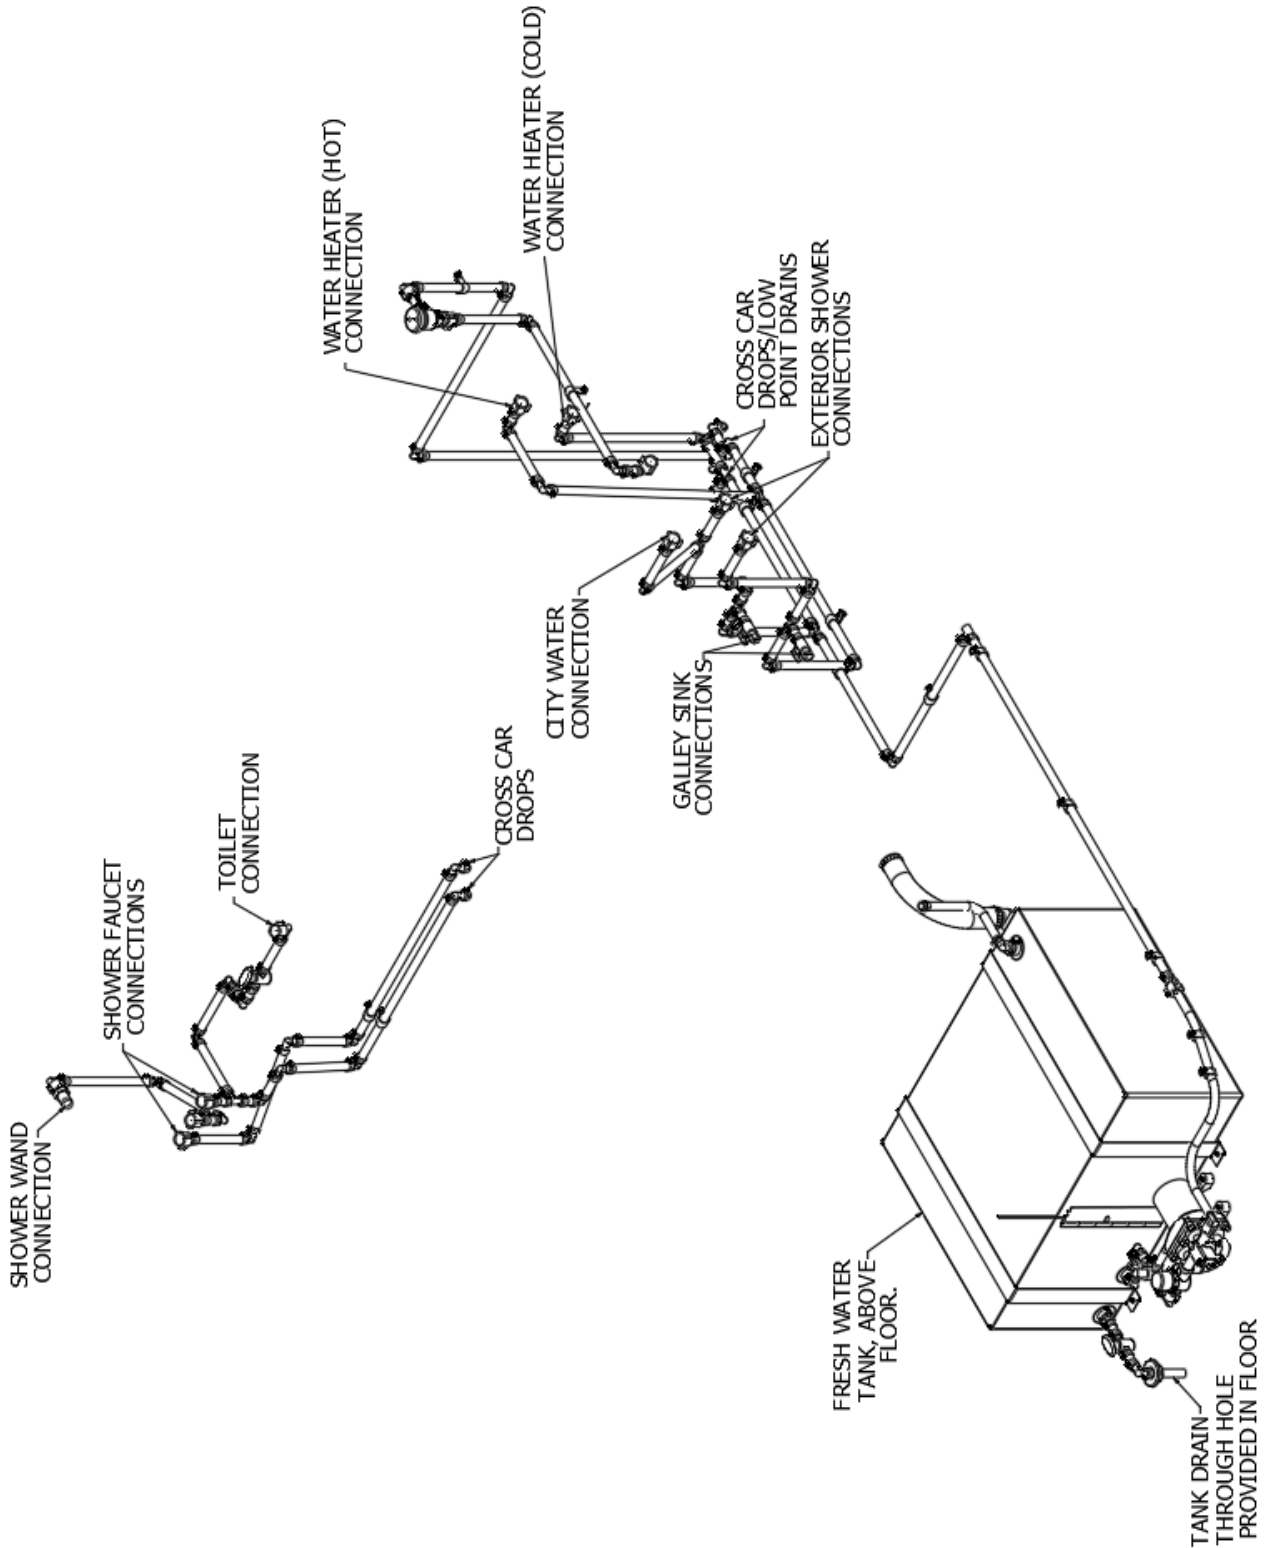 SHOWER WAND
CONNECTION
SHOWER FAUCET
CONNECTIONS
TOILET
CONNECTION
CROSS CAR
DROPS
WATER HEATER (HOT)
CONNECTION
WATER HEATER (COLD)
CONNECTION
CITY WATER
CONNECTION
GALLEY SINK
CONNECTIONS
CROSS CAR
DROPS/LOW
POINT DRAINS
EXTERIOR SHOWER
CONNECTIONS
FRESH WATER
TANK, ABOVE
FLOOR.
TANK DRAIN
THROUGH HOLE
PROVIDED IN FLOOR